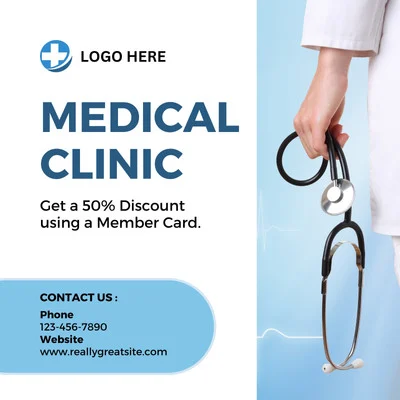 LOGO HERE
MEDICAL
CLINIC
Get a 50% Discount
using a Member Card.
CONTACT US :
Phone
123-456-7890
Website
www.reallygreatsite.com